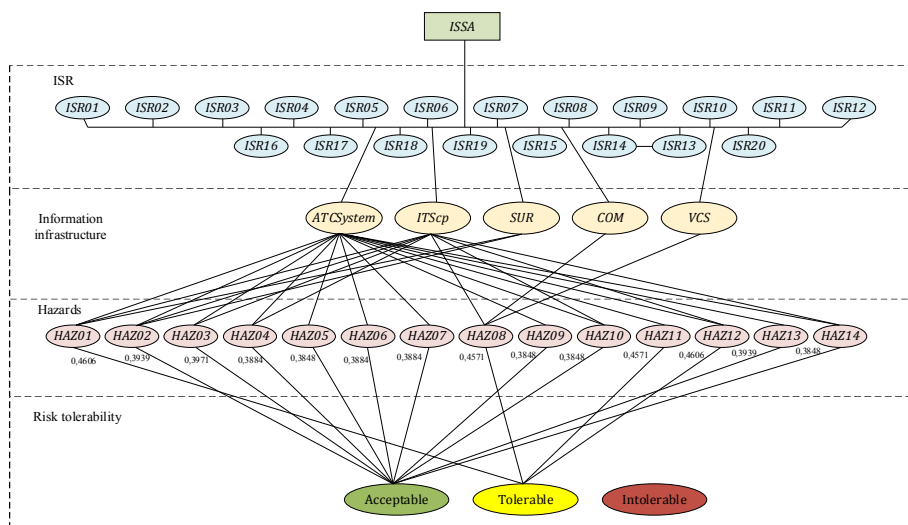 ISSA
ISR
ISR01 ISR02 ISR03 ISR04 ISR05 ISR06 ISR07 ISR08 ISR09 ISR10 ISR11 ISR12
ISR16 ISR17 ISR18 ISR19 ISR15 ISR14 ISR13 ISR20
Information
infrastructure
ATCSystem ITScp SUR COM VCS
Hazards
HAZ01 HAZ02 HAZ03 HAZ04 HAZ05 HAZ06 HAZ07 HAZ08 HAZ09 HAZ10 HAZ11 HAZ12 HAZ13 HAZ14
0,4606 0,3939 0,3971 0,3884 0,3848 0,3884 0,3884 0,4571 0,3848 0,3848 0,4571 0,4606 0,3939 0,3848
Risk tolerability
Acceptable Tolerable Intolerable